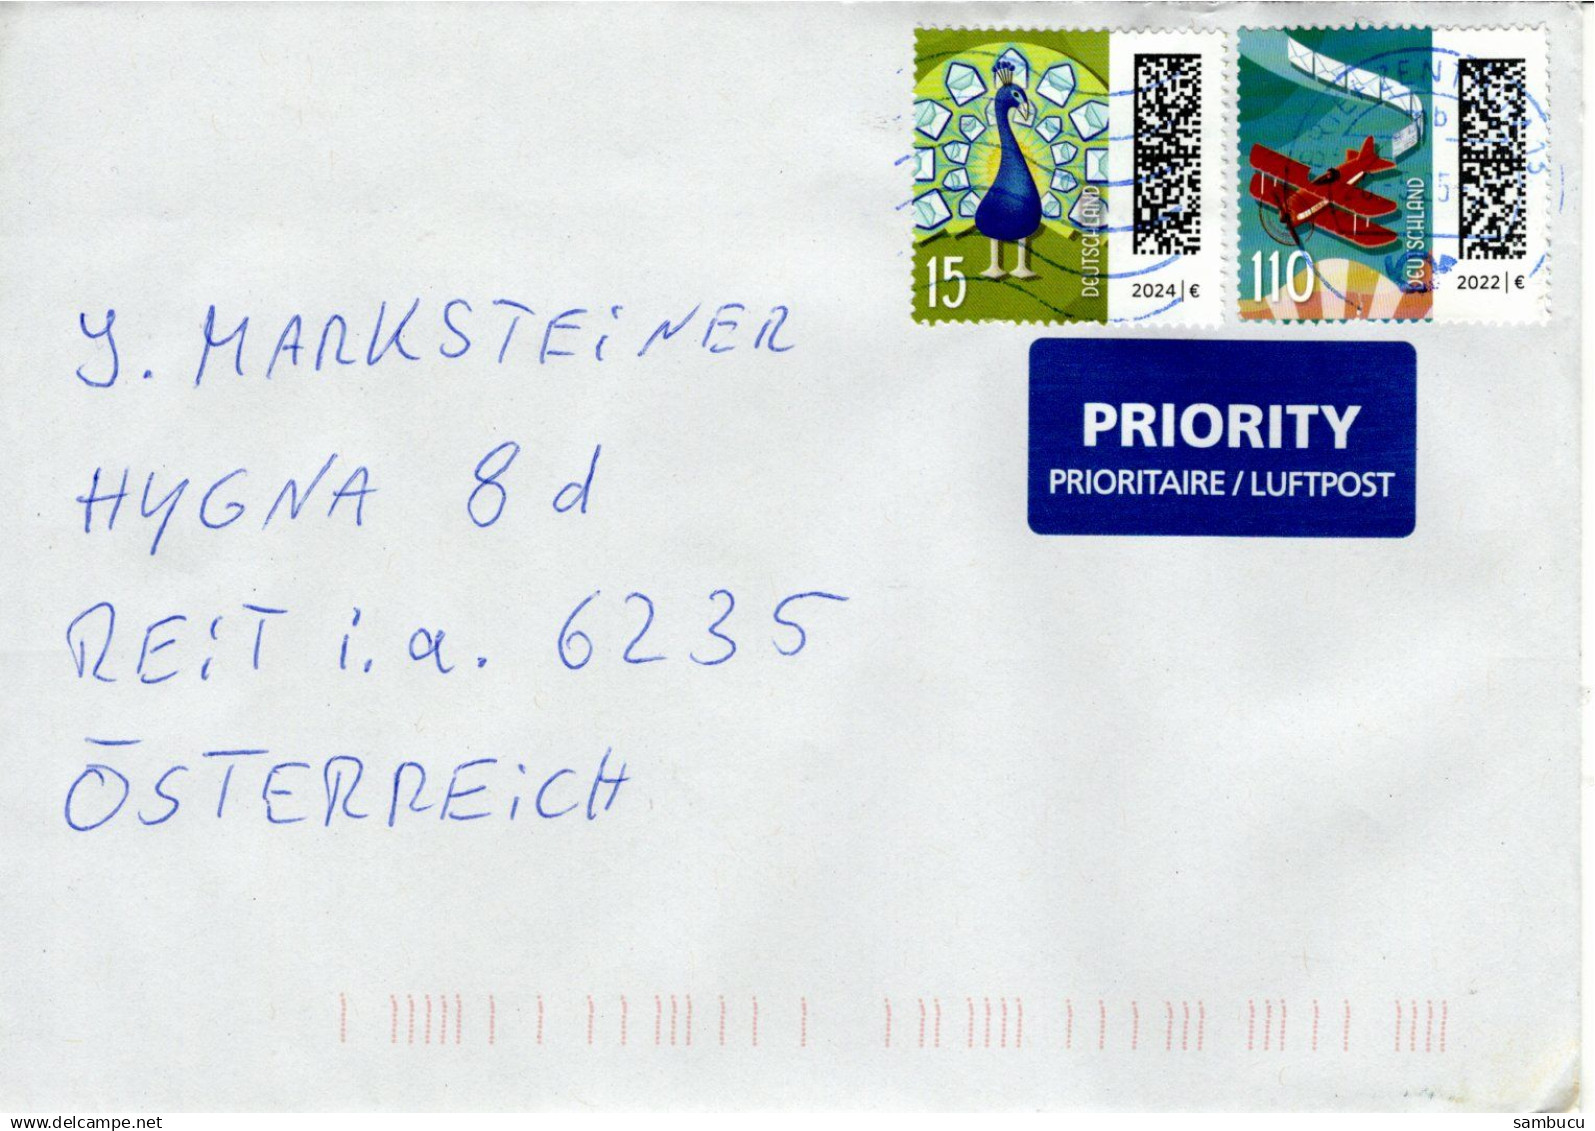 15
DEUTSCHLAND
2024 | €
110
DEUTSCHLAND
2022 | €
PRIORITY
PRIORITAIRE / LUFTPOST
J. MARKSTEiNER
HYGNA 8 d
REiT i. a. 6235
ÖSTERREiCH
www.delcampe.net
sambucu